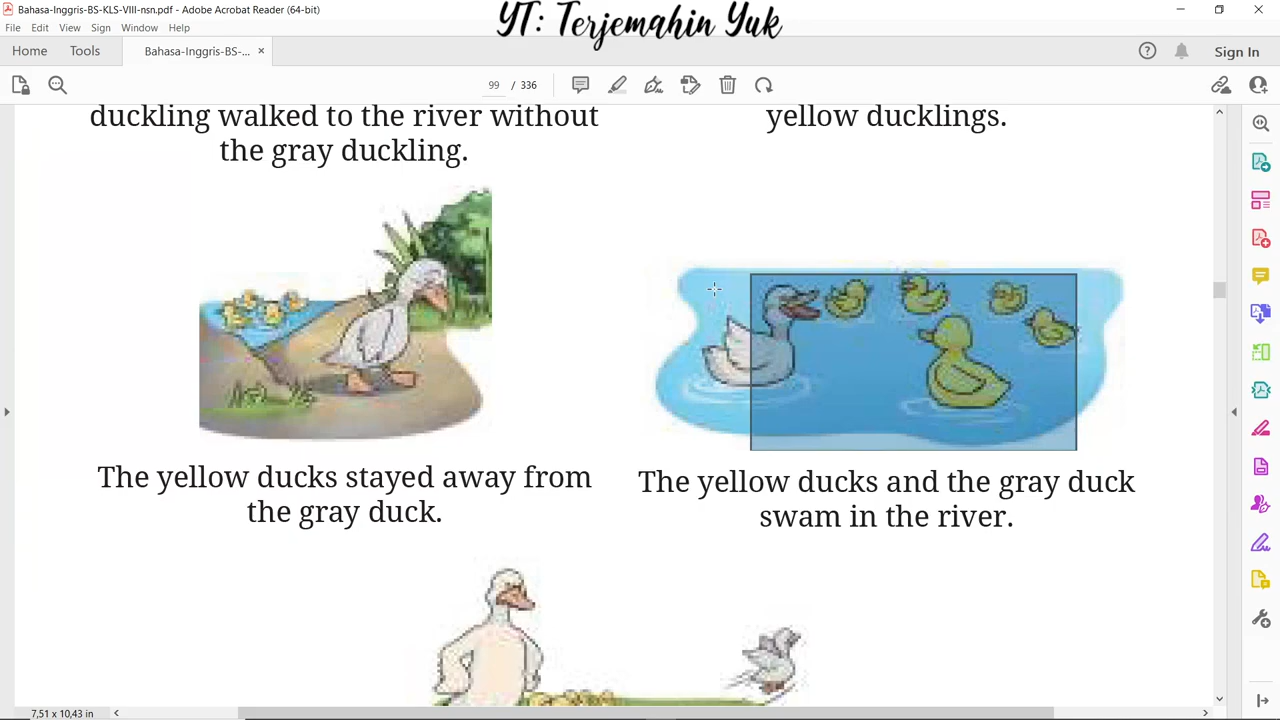 Bahasa-Inggris-BS-KLS-VIII-nsn.pdf - Adobe Acrobat Reader (64-bit)
YT: Terjemahin Yuk
File Edit View Sign Window Help
Home Tools Bahasa-Inggris-BS-... × Sign In
99 / 336
duckling walked to the river without
the gray duckling.
yellow ducklings.
The yellow ducks stayed away from
the gray duck.
The yellow ducks and the gray duck
swam in the river.
7,51 x 10,43 in